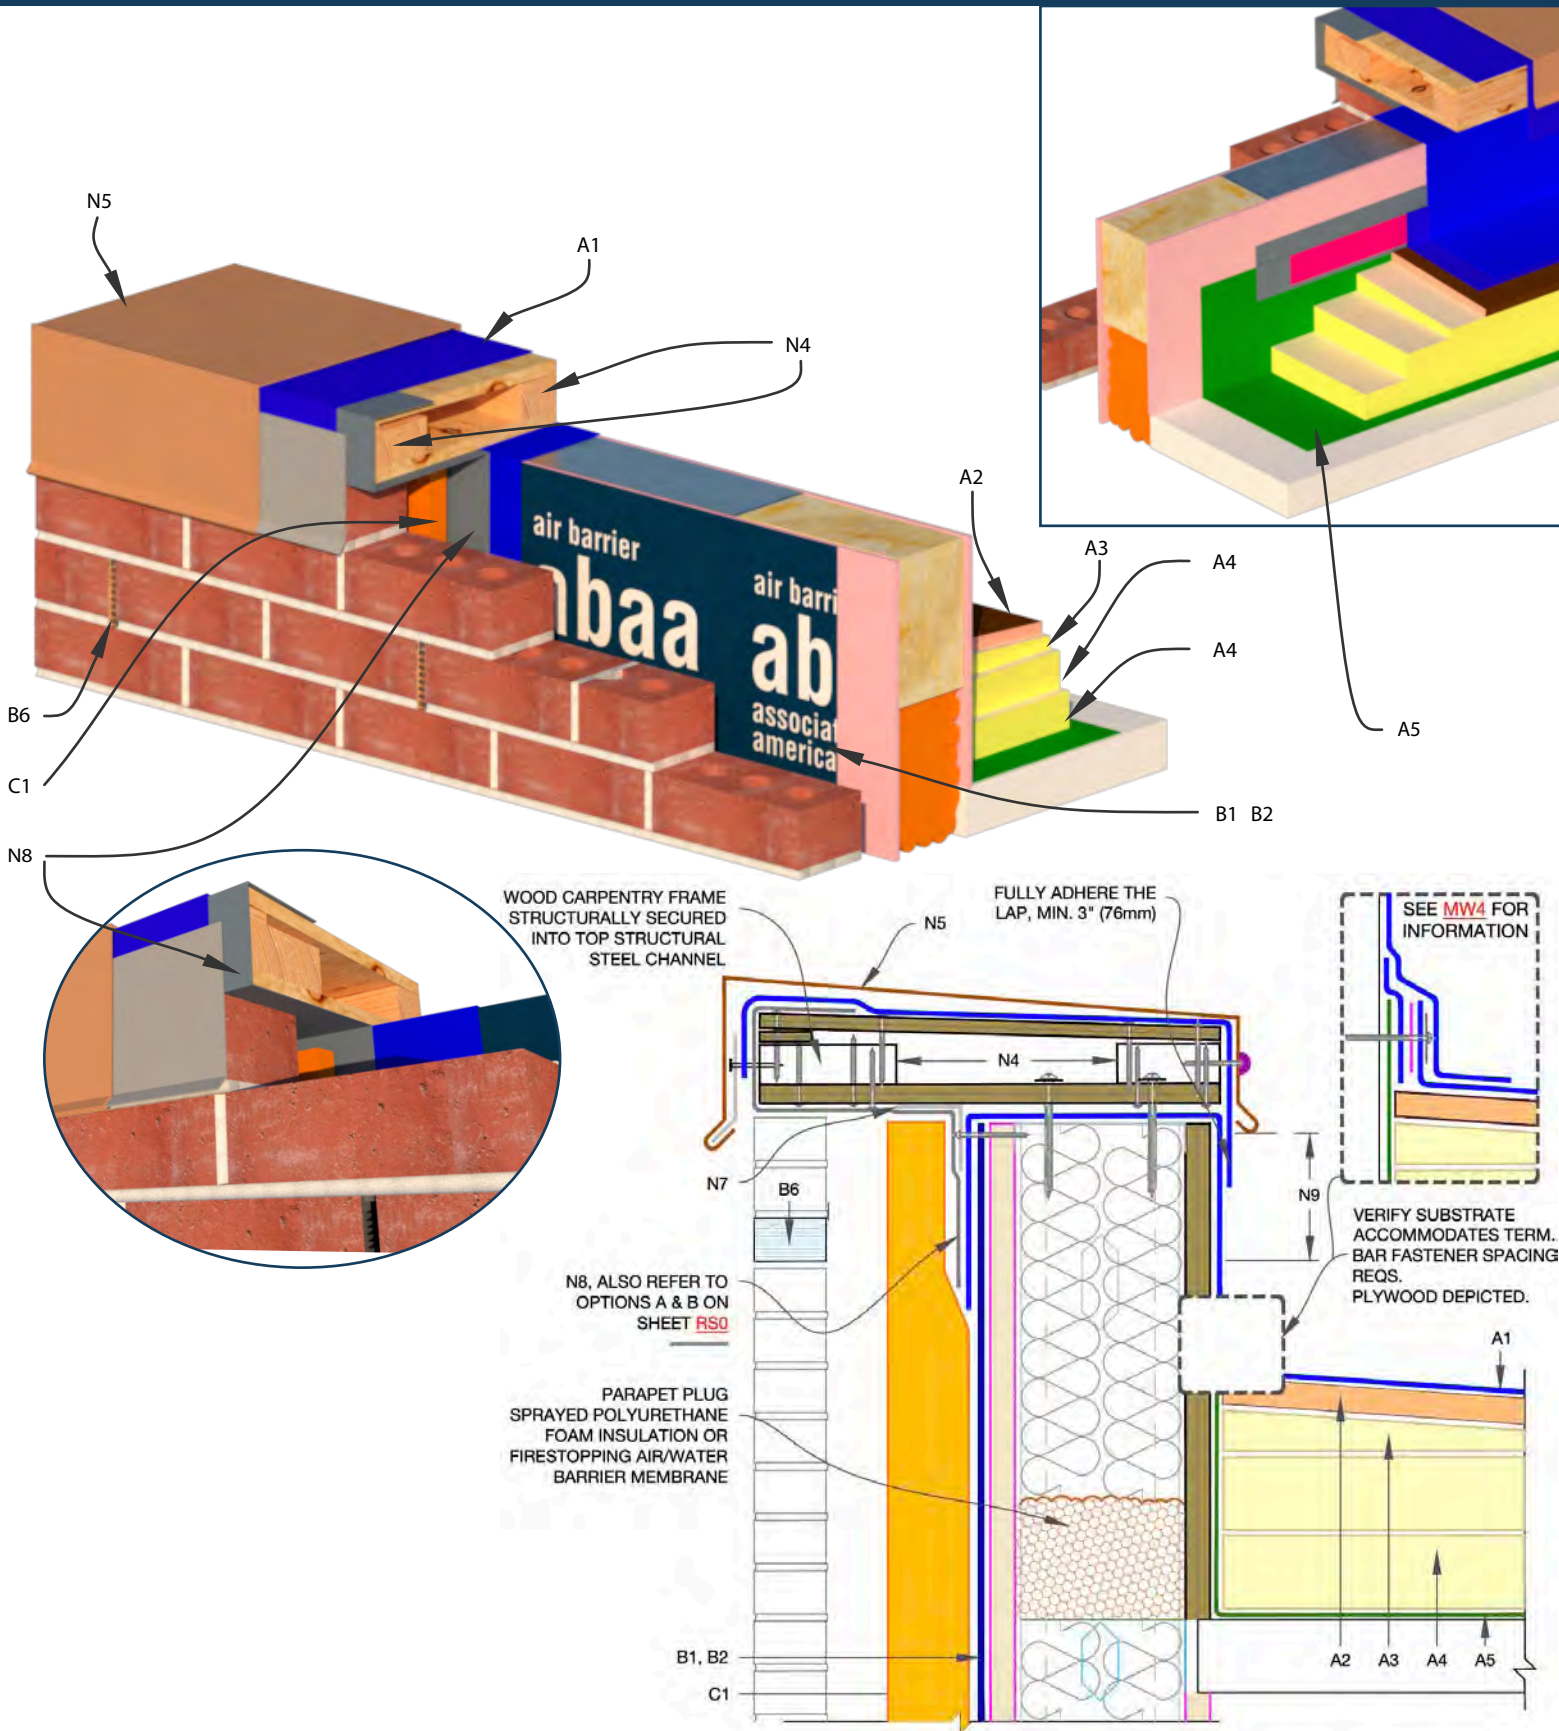 N5
A1
N4
A2
A3
A4
A4
A5
B6
C1
N8
B1 B2
air barrier
abaa
air barri
ab
associat
america
WOOD CARPENTRY FRAME
STRUCTURALLY SECURED
INTO TOP STRUCTURAL
STEEL CHANNEL
FULLY ADHERE THE
LAP, MIN. 3" (76mm)
N5
SEE MW4 FOR
INFORMATION
N4
N7
B6
N9
VERIFY SUBSTRATE
ACCOMMODATES TERM.
BAR FASTENER SPACING
REQS.
PLYWOOD DEPICTED.
N8, ALSO REFER TO
OPTIONS A & B ON
SHEET RS0
A1
PARAPET PLUG
SPRAYED POLYURETHANE
FOAM INSULATION OR
FIRESTOPPING AIR/WATER
BARRIER MEMBRANE
B1, B2
C1
A2 A3 A4 A5